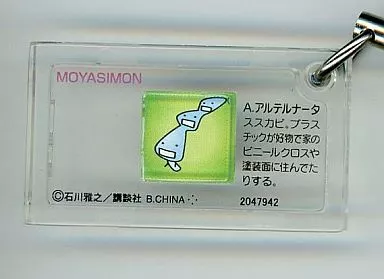 MOYASIMON
A.アルテルナータ
ススカビ。プラス
チックが好物で家の
ビニールクロスや
塗装面に住んでた
りする。
©石川雅之／講談社 B.CHINA
2047942